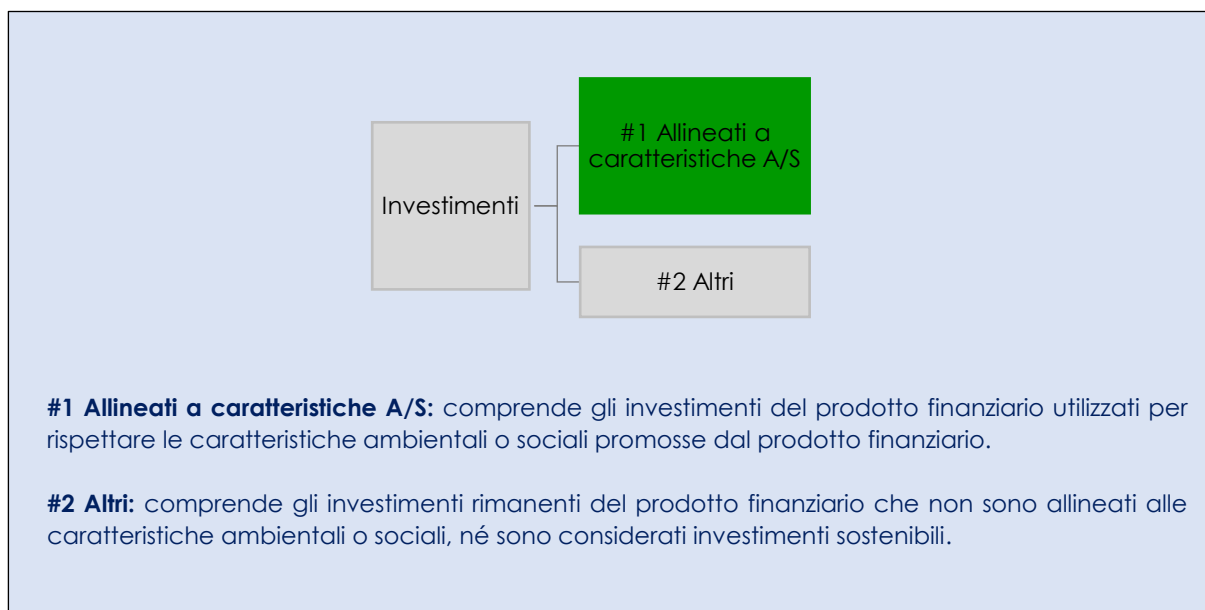 #1 Allineati a
caratteristiche A/S
Investimenti
#2 Altri
#1 Allineati a caratteristiche A/S: comprende gli investimenti del prodotto finanziario utilizzati per
rispettare le caratteristiche ambientali o sociali promosse dal prodotto finanziario.
#2 Altri: comprende gli investimenti rimanenti del prodotto finanziario che non sono allineati alle
caratteristiche ambientali o sociali, né sono considerati investimenti sostenibili.